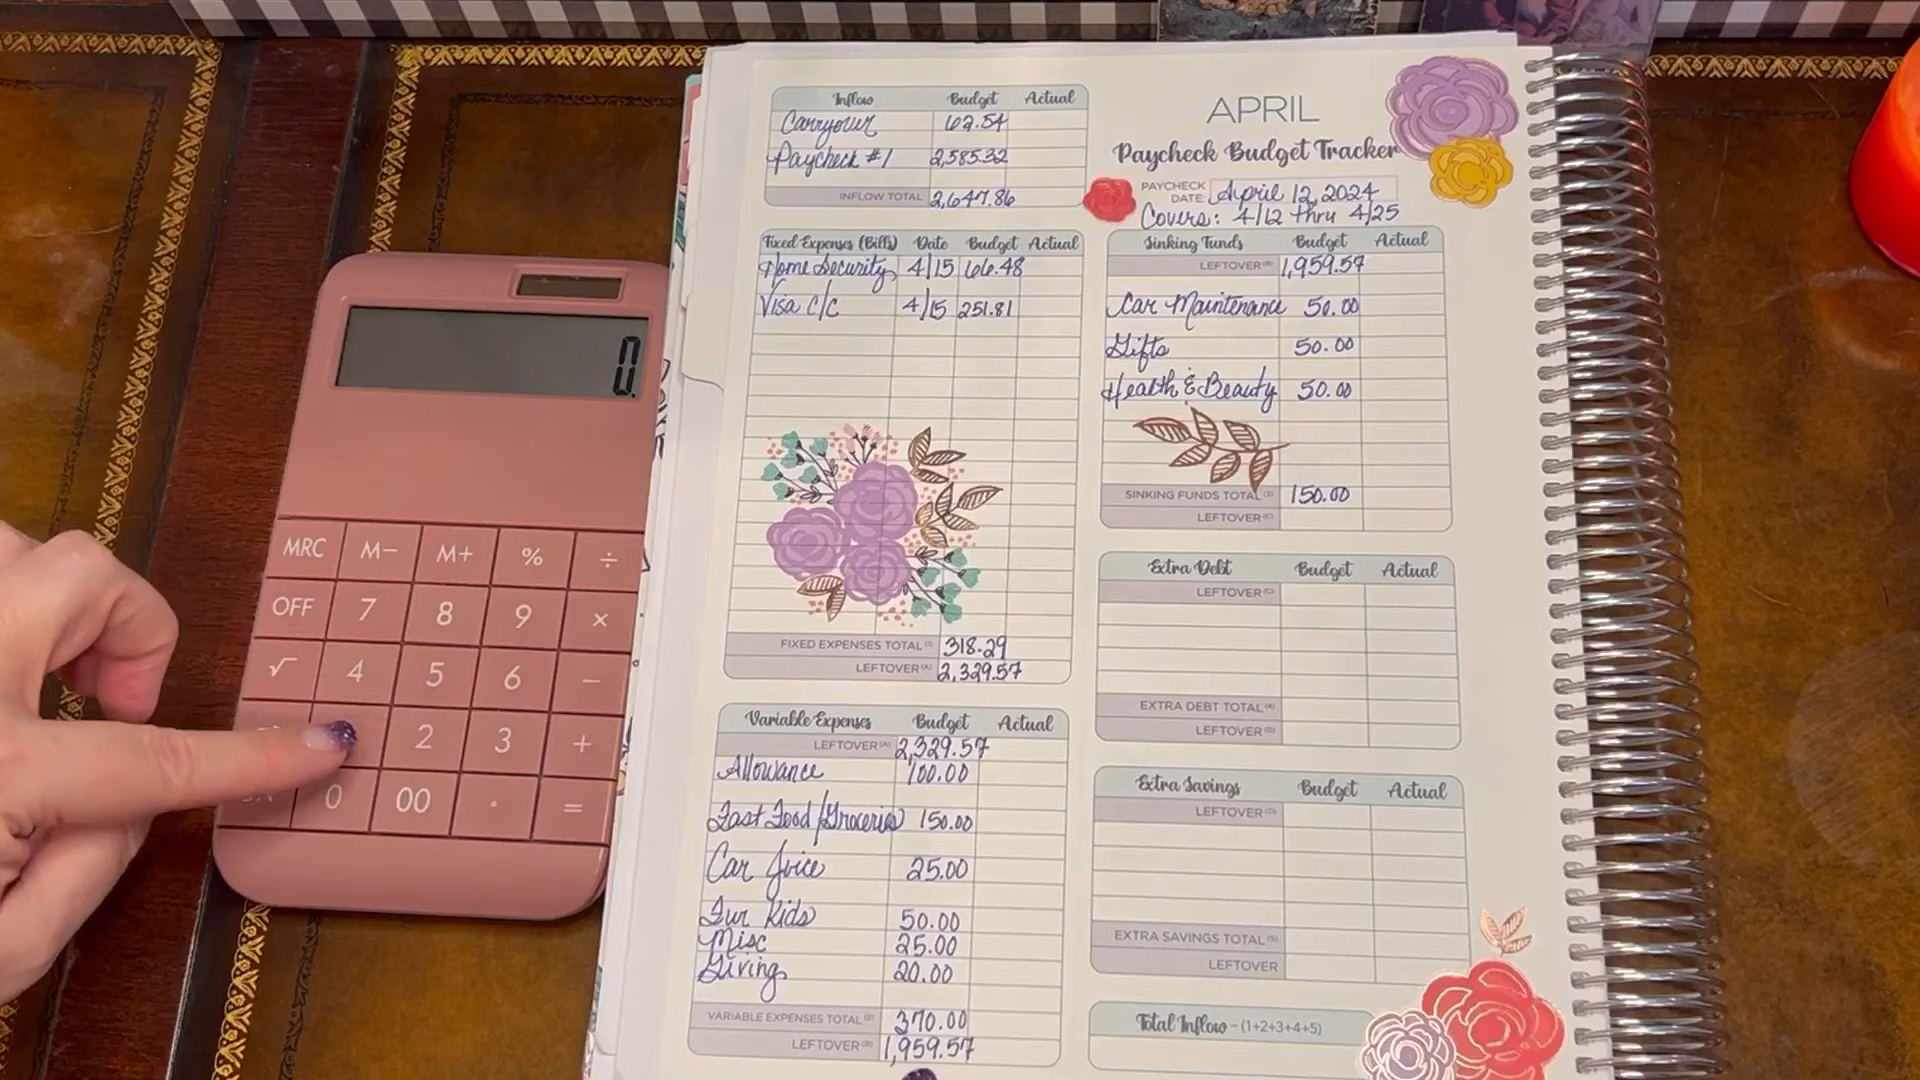 Inflow Budget Actual
Carryover 62.54
Paycheck #1 2,585.32
INFLOW TOTAL 2,647.86
APRIL
Paycheck Budget Tracker
PAYCHECK DATE: April 12, 2024
Covers: 4/12 thru 4/25
Fixed Expenses (Bills) Date Budget Actual
Home Security 4/15 66.48
Visa C/C 4/15 251.81
FIXED EXPENSES TOTAL (1) 318.29
LEFTOVER (A) 2,329.57
Variable Expenses Budget Actual
LEFTOVER (A) 2,329.57
Allowance 100.00
Fast Food/Groceries 150.00
Car Juice 25.00
Fur Kids 50.00
Misc 25.00
Giving 20.00
VARIABLE EXPENSES TOTAL (2) 370.00
LEFTOVER (B) 1,959.57
Sinking Funds Budget Actual
LEFTOVER (B) 1,959.57
Car Maintenance 50.00
Gifts 50.00
Health & Beauty 50.00
SINKING FUNDS TOTAL (3) 150.00
LEFTOVER (C)
Extra Debt Budget Actual
LEFTOVER (C)
EXTRA DEBT TOTAL (4)
LEFTOVER (D)
Extra Savings Budget Actual
LEFTOVER (D)
EXTRA SAVINGS TOTAL (5)
LEFTOVER
Total Inflow - (1+2+3+4+5)
0.
MRC M- M+ % ÷
OFF 7 8 9 ×
√ 4 5 6 −
2 3 +
0 00 . =